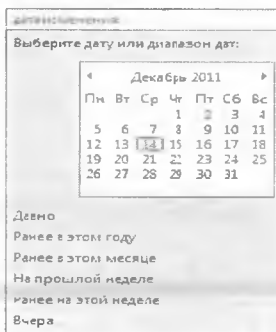 Выберите дату или диапазон дат:
Декабрь 2011
Пн Вт Ср Чт Пт Сб Вс
1 2 3 4
5 6 7 8 9 10 11
12 13 14 15 16 17 18
19 20 21 22 23 24 25
26 27 28 29 30 31
Давно
Ранее в этом году
Ранее в этом месяце
На прошлой неделе
Ранее на этой неделе
Вчера